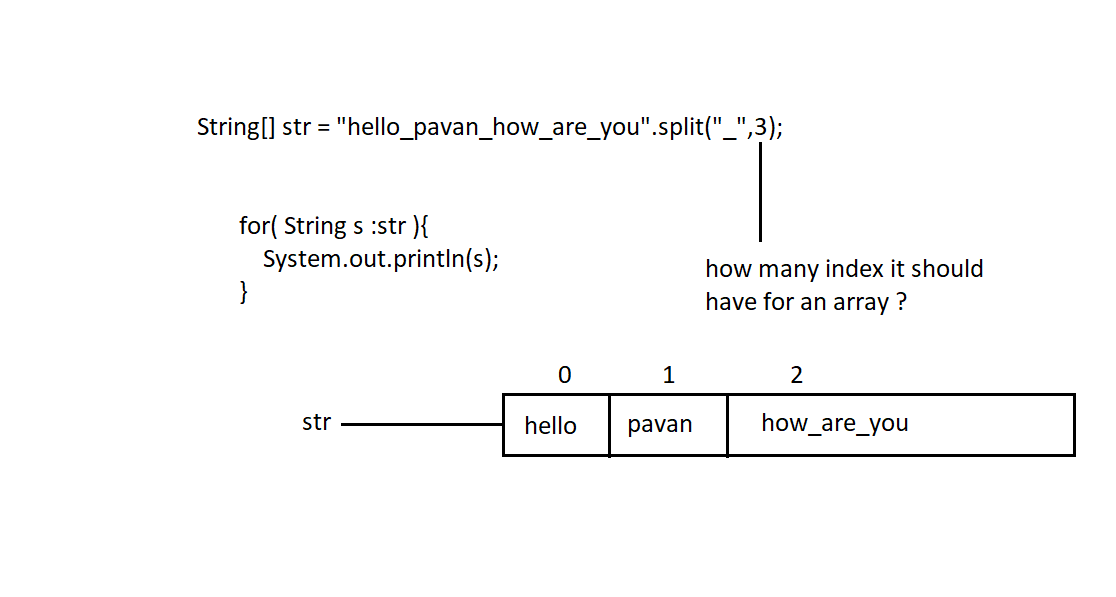 String[] str = "hello_pavan_how_are_you".split("_",3);
for( String s :str ){
System.out.println(s);
}
how many index it should
have for an array ?
0 1 2
str hello pavan how_are_you